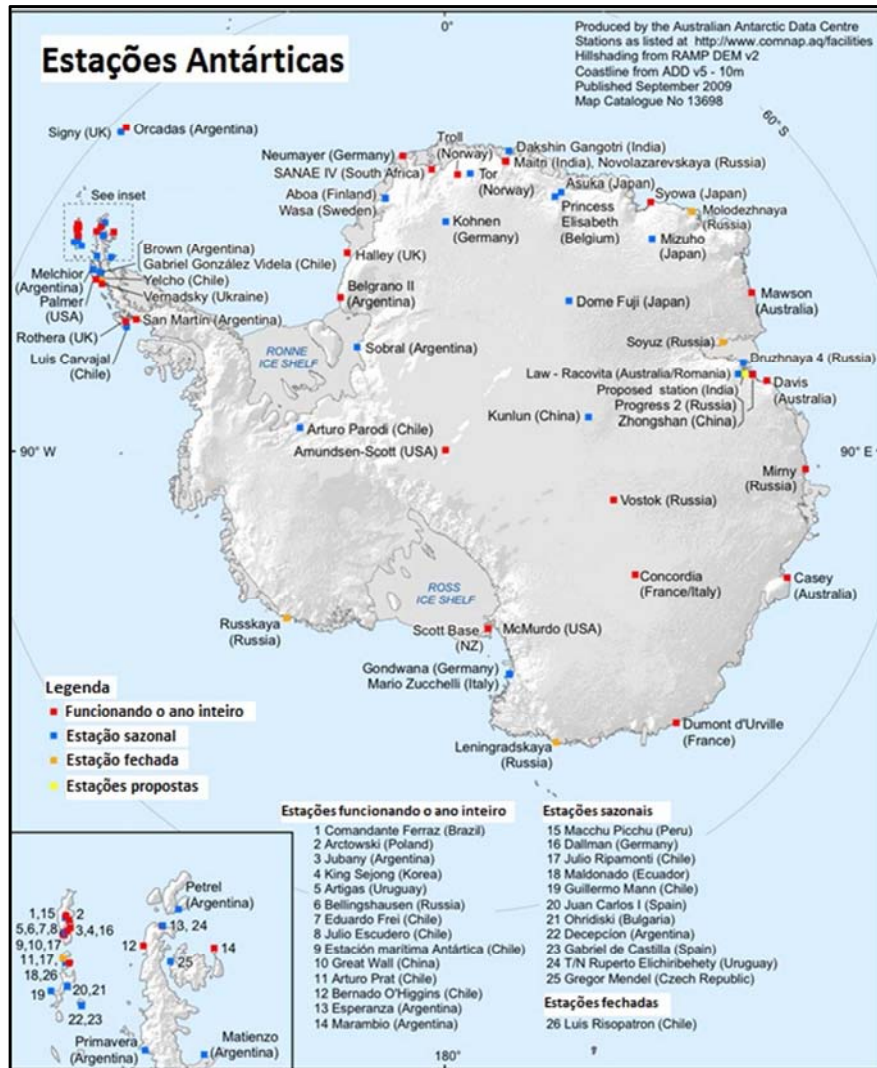 Estações Antárticas
0°
Produced by the Australian Antarctic Data Centre
Stations as listed at http://www.comnap.aq/facilities
Hillshading from RAMP DEM v2
Coastline from ADD v5 - 10m
Published September 2009
Map Catalogue No 13698
60° S
Signy (UK)
Orcadas (Argentina)
See inset
Neumayer (Germany)
SANAE IV (South Africa)
Troll
(Norway)
Tor
(Norway)
Dakshin Gangotri (India)
Maitri (India), Novolazarevskaya (Russia)
Aboa (Finland)
Wasa (Sweden)
Kohnen
(Germany)
Asuka (Japan)
Princess
Elisabeth
(Belgium)
Syowa (Japan)
Molodezhnaya
(Russia)
Mizuho
(Japan)
Brown (Argentina)
Gabriel González Videla (Chile)
Melchior
(Argentina)
Yelcho (Chile)
Palmer
(USA)
Vernadsky (Ukraine)
Halley (UK)
Belgrano II
(Argentina)
San Martín (Argentina)
Rothera (UK)
Luis Carvajal
(Chile)
Dome Fuji (Japan)
Mawson
(Australia)
Soyuz (Russia)
RONNE
ICE SHELF
Sobral (Argentina)
Druzhnaya 4 (Russia)
Law - Racovita (Australia/Romania)
Proposed station (India)
Progress 2 (Russia)
Zhongshan (China)
Davis
(Australia)
Kunlun (China)
Arturo Parodi (Chile)
Amundsen-Scott (USA)
90° W
90° E
Mirny
(Russia)
Vostok (Russia)
Concordia
(France/Italy)
Casey
(Australia)
ROSS
ICE SHELF
Russkaya
(Russia)
Scott Base
(NZ)
McMurdo (USA)
Gondwana (Germany)
Mario Zucchelli (Italy)
Dumont d'Urville
(France)
Leningradskaya
(Russia)
Legenda
Funcionando o ano inteiro
Estação sazonal
Estação fechada
Estações propostas
Estações funcionando o ano inteiro
1 Comandante Ferraz (Brazil)
2 Arctowski (Poland)
3 Jubany (Argentina)
4 King Sejong (Korea)
5 Artigas (Uruguay)
6 Bellingshausen (Russia)
7 Eduardo Frei (Chile)
8 Julio Escudero (Chile)
9 Estación marítima Antártica (Chile)
10 Great Wall (China)
11 Arturo Prat (Chile)
12 Bernado O'Higgins (Chile)
13 Esperanza (Argentina)
14 Marambio (Argentina)
Estações sazonais
15 Macchu Picchu (Peru)
16 Dallman (Germany)
17 Julio Ripamonti (Chile)
18 Maldonado (Ecuador)
19 Guillermo Mann (Chile)
20 Juan Carlos I (Spain)
21 Ohridiski (Bulgaria)
22 Decepcíon (Argentina)
23 Gabriel de Castilla (Spain)
24 T/N Ruperto Elichiribehety (Uruguay)
25 Gregor Mendel (Czech Republic)
Estações fechadas
26 Luis Risopatron (Chile)
Petrel
(Argentina)
1,15
2
13, 24
5,6,7,8
3,4,16
9,10,17
12
14
11,17,
25
18,26
19
20,21
22,23
Primavera
(Argentina)
Matienzo
(Argentina)
180°